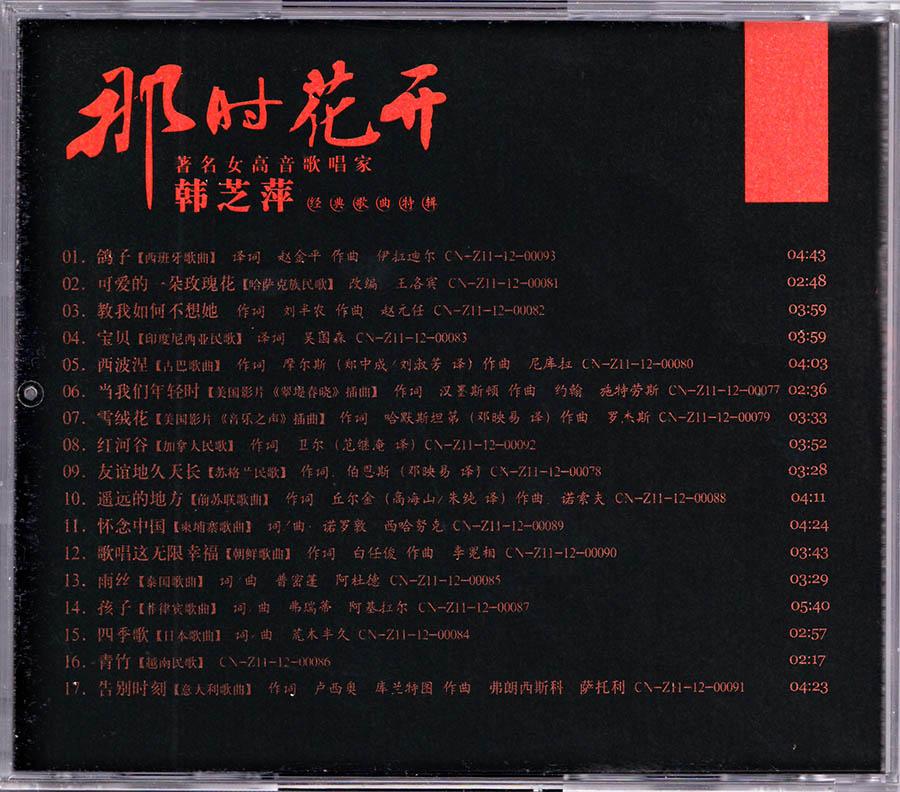 那时花开
著名女高音歌唱家
韩芝萍 经典歌曲特辑
01. 鸽子【西班牙歌曲】 译词 赵金平 作曲 伊拉迪尔 CN-Z11-12-00093 04:43
02. 可爱的一朵玫瑰花【哈萨克族民歌】 改编 王洛宾 CN-Z11-12-00081 02:48
03. 教我如何不想她 作词 刘半农 作曲 赵元任 CN-Z11-12-00082 03:59
04. 宝贝【印度尼西亚民歌】 译词 吴国森 CN-Z11-12-00083 03:59
05. 西波涅【古巴歌曲】 作词 摩尔斯（郑中成/刘淑芳 译）作曲 尼库拉 CN-Z11-12-00080 04:03
06. 当我们年轻时【美国影片《翠堤春晓》插曲】 作词 汉墨斯顿 作曲 约翰 施特劳斯 CN-Z11-12-00077 02:36
07. 雪绒花【美国影片《音乐之声》插曲】 作词 哈默斯坦第（邓映易 译）作曲 罗杰斯 CN-Z11-12-00079 03:33
08. 红河谷【加拿大民歌】 作词 卫尔（范继淹 译）CN-Z11-12-00092 03:52
09. 友谊地久天长【苏格兰民歌】 作词 伯恩斯（邓映易 译）CN-Z11-12-00078 03:28
10. 遥远的地方【前苏联歌曲】 作词 丘尔金（高海山/朱纯 译）作曲 诺索夫 CN-Z11-12-00088 04:11
11. 怀念中国【柬埔寨歌曲】 词/曲 诺罗敦 西哈努克 CN-Z11-12-00089 04:24
12. 歌唱这无限幸福【朝鲜歌曲】 作词 白任俊 作曲 李冕相 CN-Z11-12-00090 03:43
13. 雨丝【泰国歌曲】 词/曲 普密蓬 阿杜德 CN-Z11-12-00085 03:29
14. 孩子【菲律宾歌曲】 词/曲 弗瑞蒂 阿基拉尔 CN-Z11-12-00087 05:40
15. 四季歌【日本歌曲】 词/曲 荒木丰久 CN-Z11-12-00084 02:57
16. 青竹【越南民歌】 CN-Z11-12-00086 02:17
17. 告别时刻【意大利歌曲】 作词 卢西奥 库兰特图 作曲 弗朗西斯科 萨托利 CN-Z11-12-00091 04:23